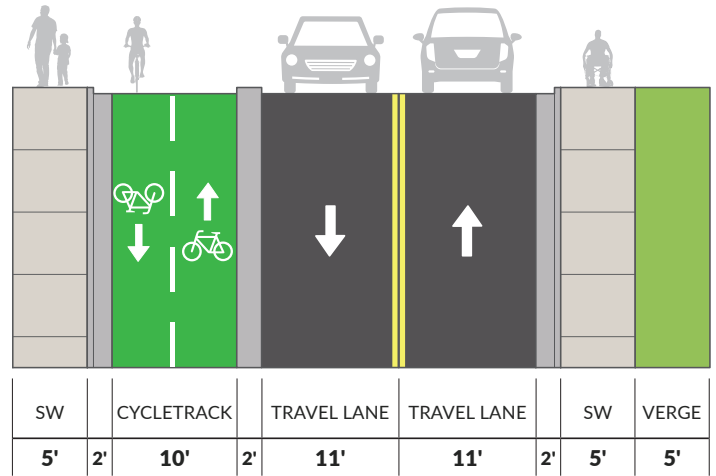 SW CYCLETRACK TRAVEL LANE TRAVEL LANE SW VERGE
5' 2' 10' 2' 11' 11' 2' 5' 5'